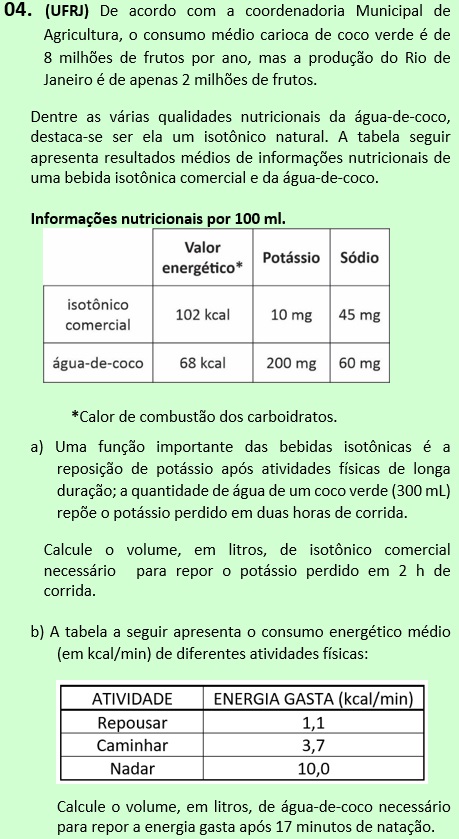 04. (UFRJ) De acordo com a coordenadoria Municipal de
Agricultura, o consumo médio carioca de coco verde é de
8 milhões de frutos por ano, mas a produção do Rio de
Janeiro é de apenas 2 milhões de frutos.
Dentre as várias qualidades nutricionais da água-de-coco,
destaca-se ser ela um isotônico natural. A tabela seguir
apresenta resultados médios de informações nutricionais de
uma bebida isotônica comercial e da água-de-coco.
Informações nutricionais por 100 ml.
Valor energético* Potássio Sódio
isotônico comercial 102 kcal 10 mg 45 mg
água-de-coco 68 kcal 200 mg 60 mg
*Calor de combustão dos carboidratos.
a) Uma função importante das bebidas isotônicas é a
reposição de potássio após atividades físicas de longa
duração; a quantidade de água de um coco verde (300 mL)
repõe o potássio perdido em duas horas de corrida.
Calcule o volume, em litros, de isotônico comercial
necessário para repor o potássio perdido em 2 h de
corrida.
b) A tabela a seguir apresenta o consumo energético médio
(em kcal/min) de diferentes atividades físicas:
ATIVIDADE ENERGIA GASTA (kcal/min)
Repousar 1,1
Caminhar 3,7
Nadar 10,0
Calcule o volume, em litros, de água-de-coco necessário
para repor a energia gasta após 17 minutos de natação.